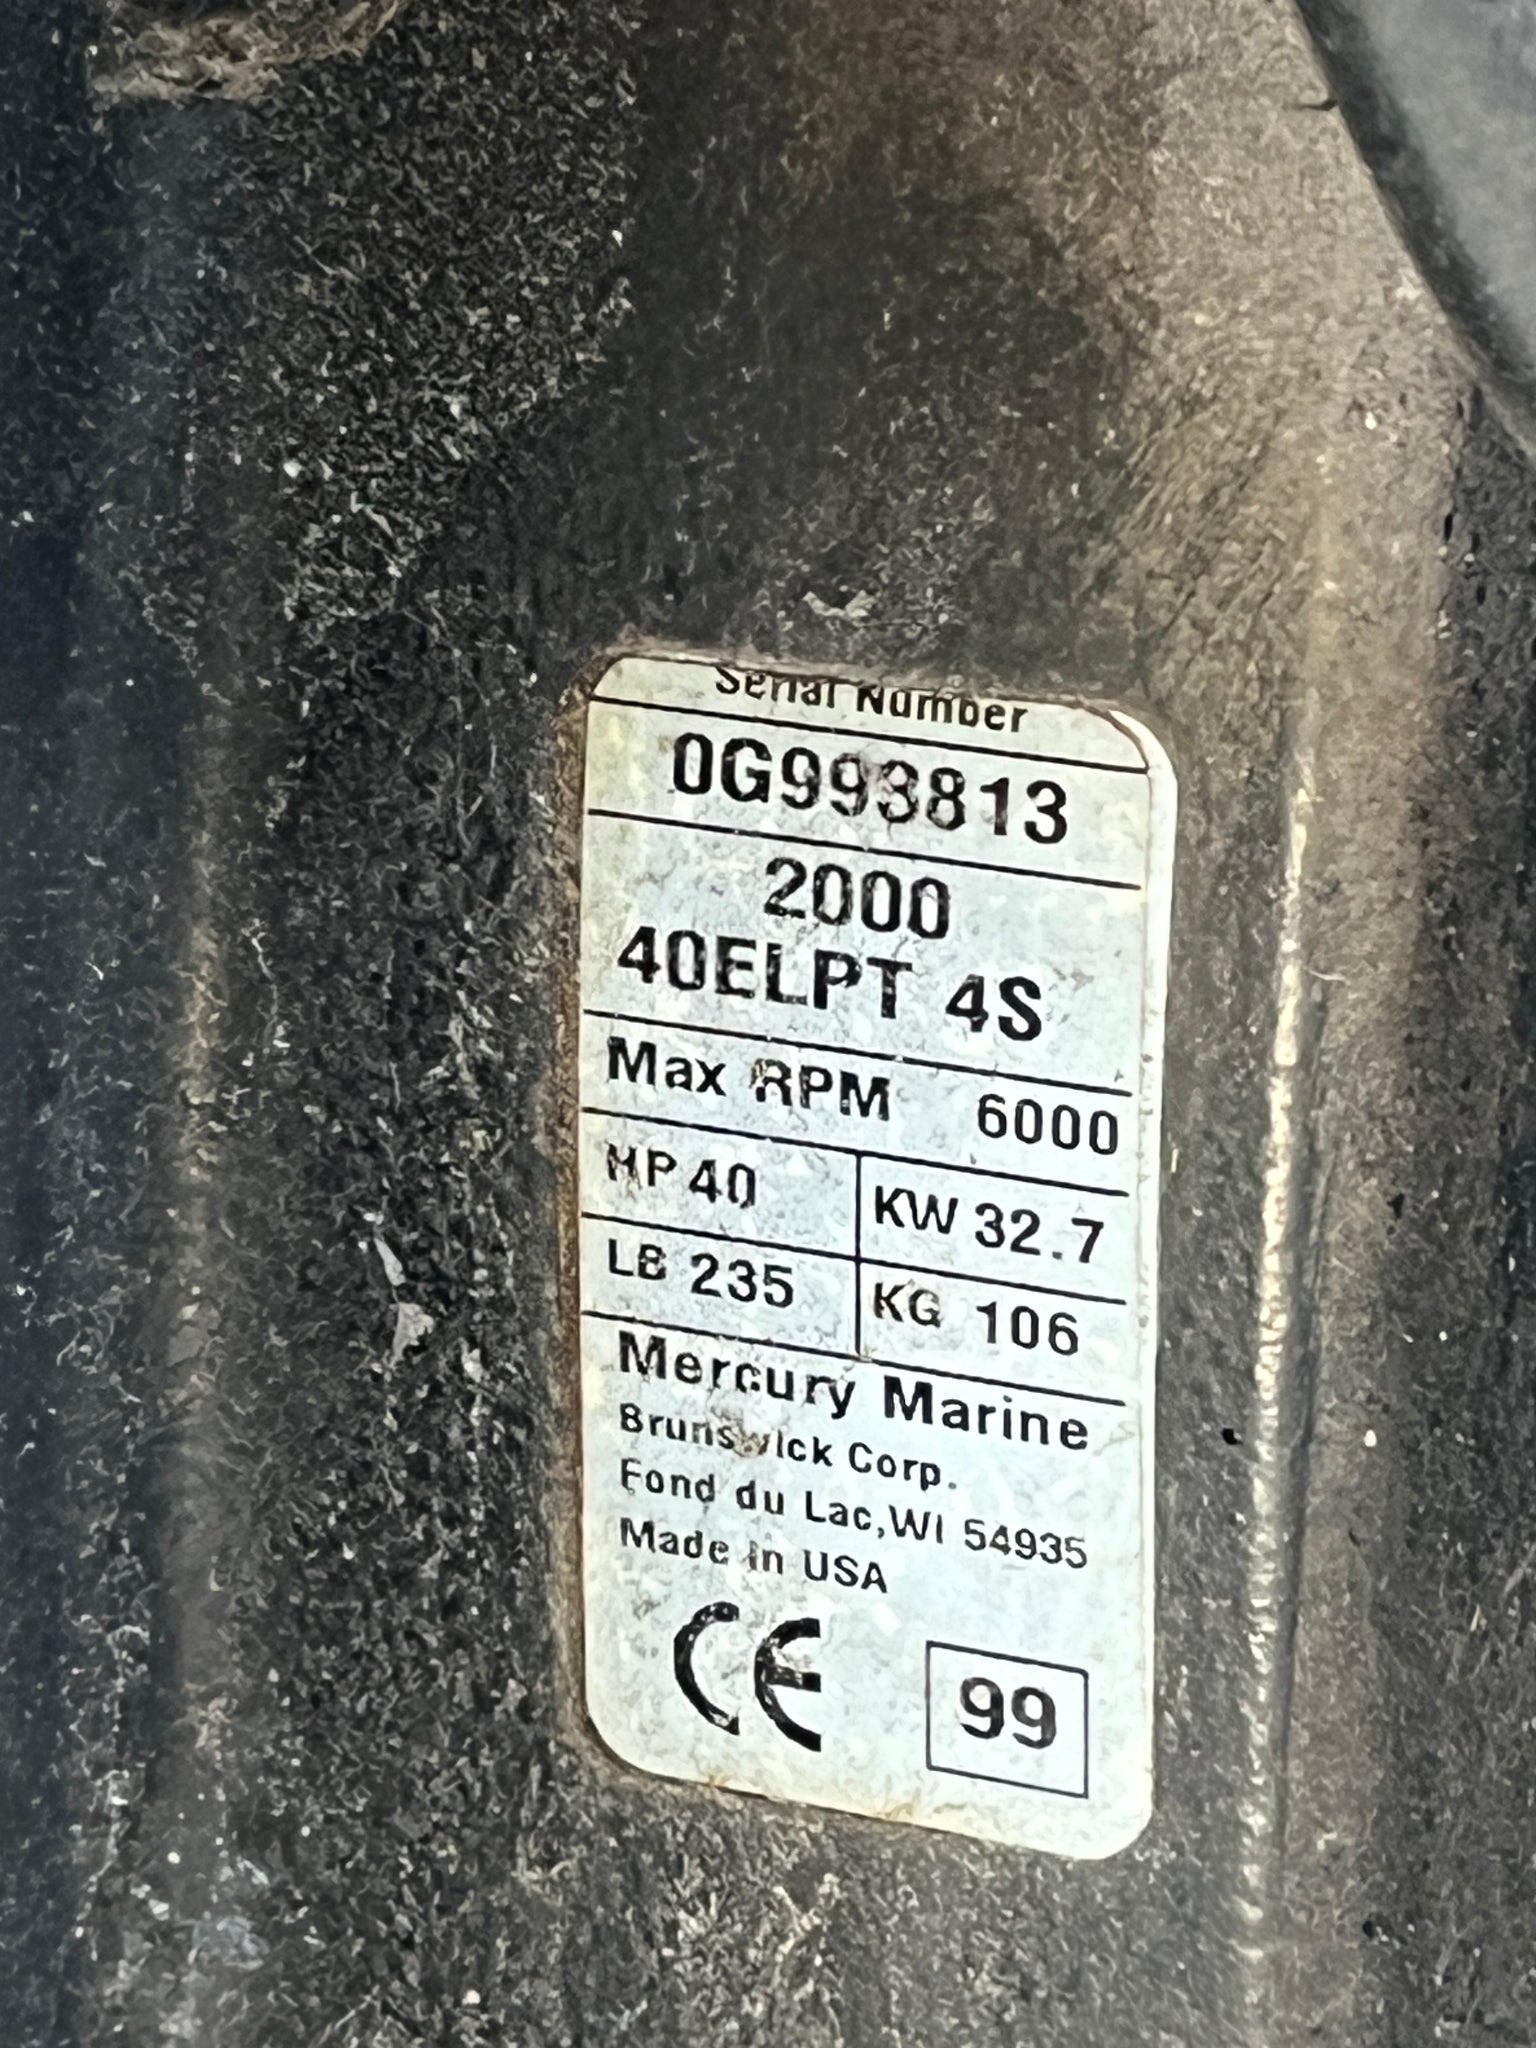 Serial Number
0G993813
2000
40ELPT 4S
Max RPM 6000
HP 40 KW 32.7
LB 235 KG 106
Mercury Marine
Brunswick Corp.
Fond du Lac, WI 54935
Made in USA
CE 99